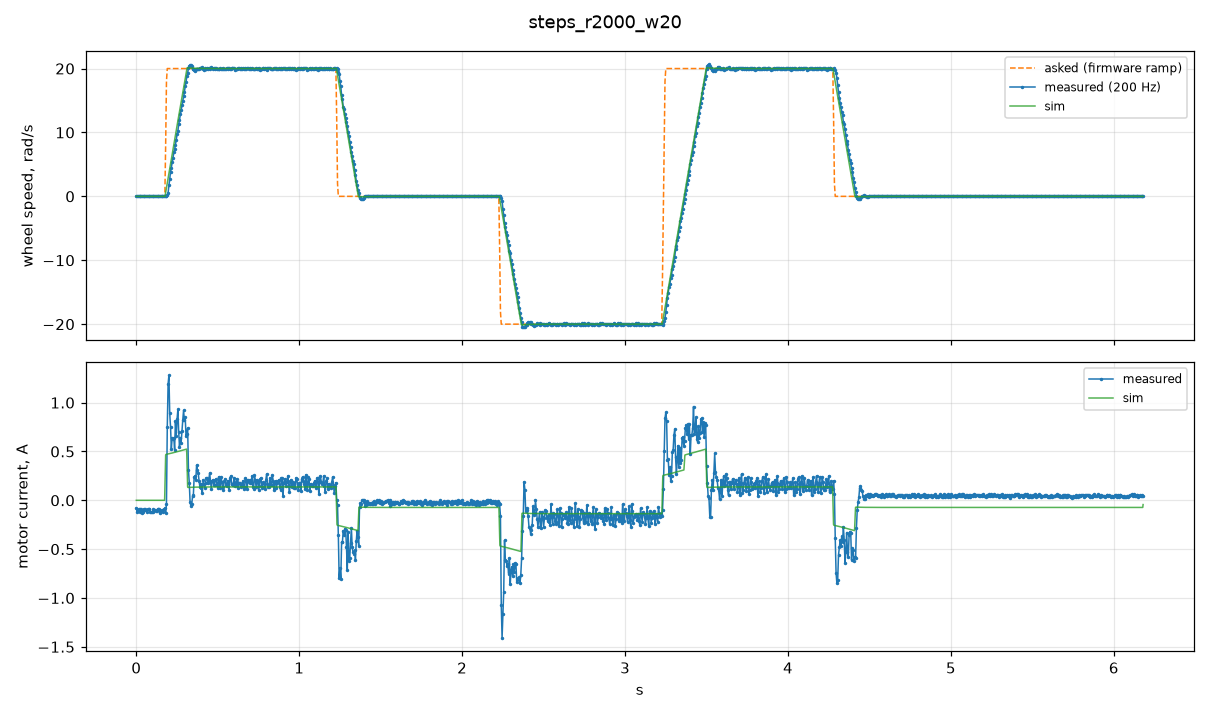 steps_r2000_w20
wheel speed, rad/s
20
10
0
−10
−20
asked (firmware ramp)
measured (200 Hz)
sim
motor current, A
1.0
0.5
0.0
−0.5
−1.0
−1.5
measured
sim
0 1 2 3 4 5 6
s